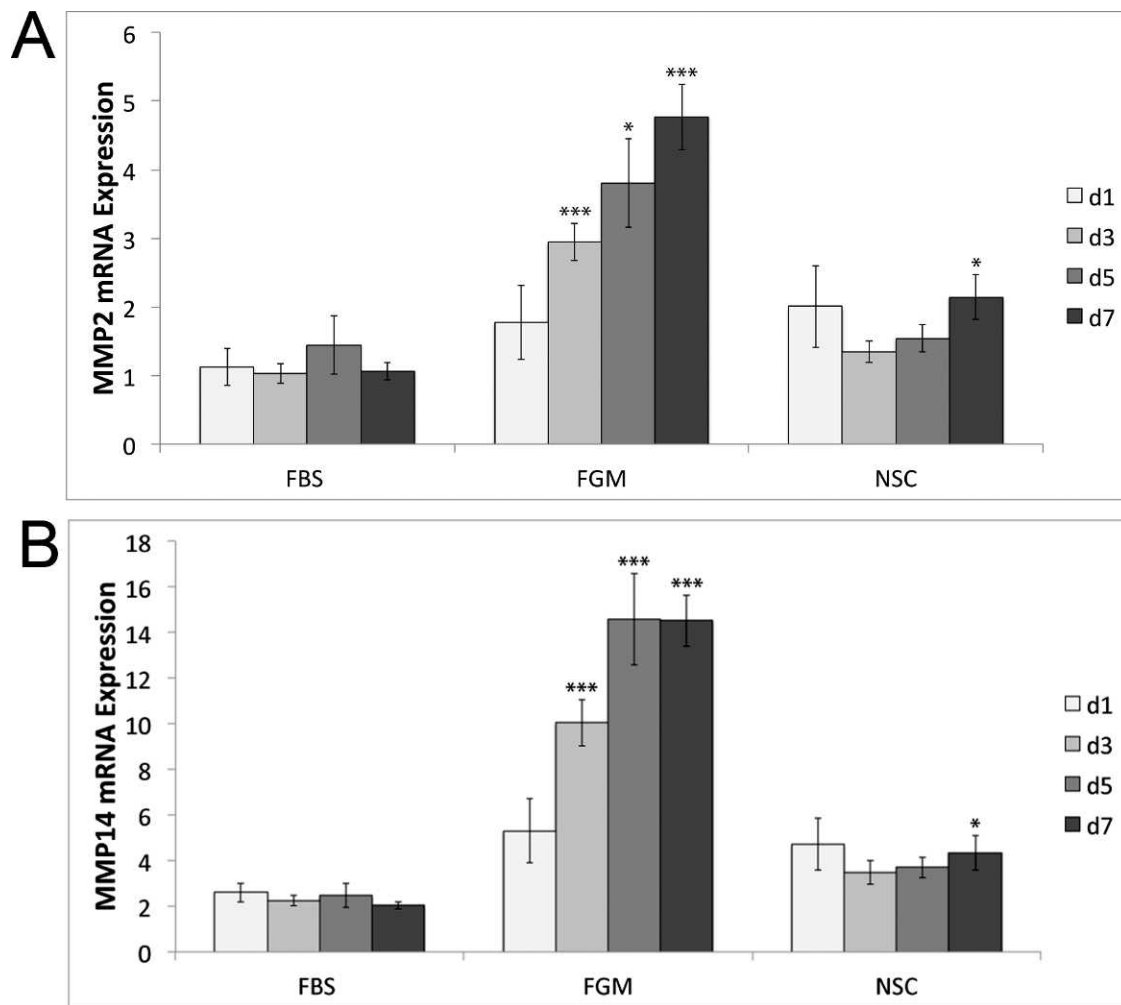 A
MMP2 mRNA Expression
6
5
4
3
2
1
0
***
*
***
*
FBS
FGM
NSC
d1
d3
d5
d7
B
MMP14 mRNA Expression
18
16
14
12
10
8
6
4
2
0
***
***
***
*
FBS
FGM
NSC
d1
d3
d5
d7